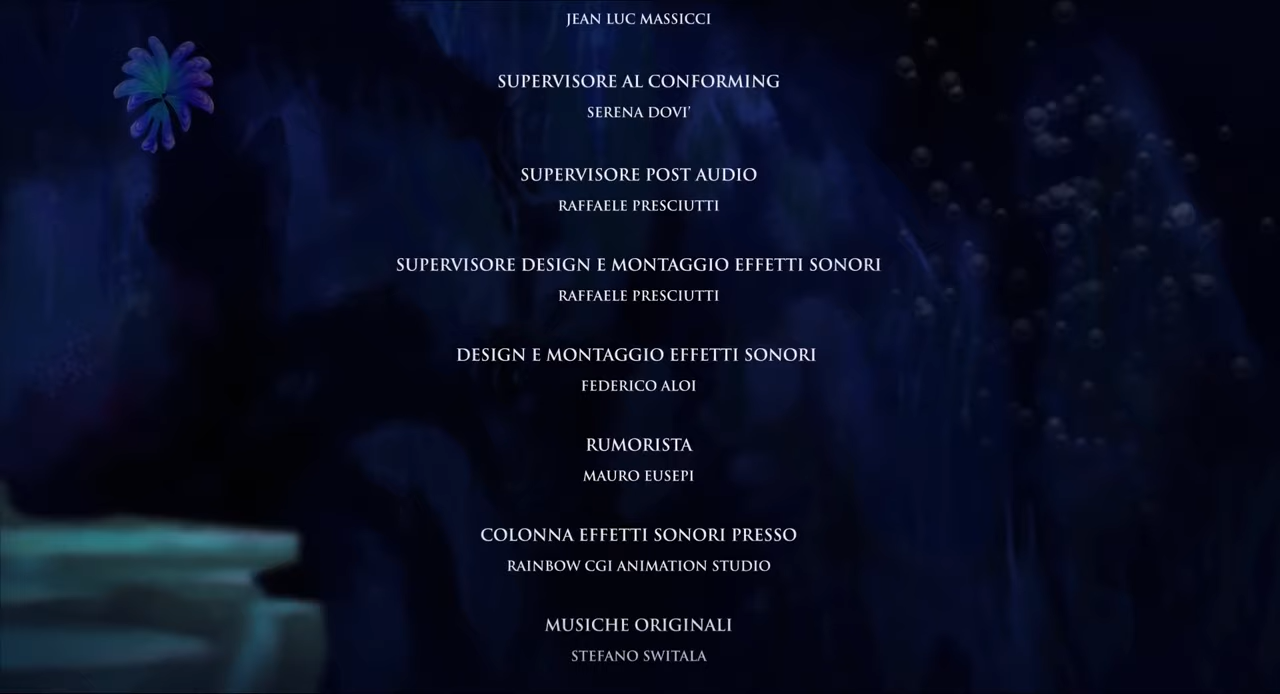 JEAN LUC MASSICCI
SUPERVISORE AL CONFORMING
SERENA DOVI'
SUPERVISORE POST AUDIO
RAFFAELE PRESCIUTTI
SUPERVISORE DESIGN E MONTAGGIO EFFETTI SONORI
RAFFAELE PRESCIUTTI
DESIGN E MONTAGGIO EFFETTI SONORI
FEDERICO ALOI
RUMORISTA
MAURO EUSEPI
COLONNA EFFETTI SONORI PRESSO
RAINBOW CGI ANIMATION STUDIO
MUSICHE ORIGINALI
STEFANO SWITALA